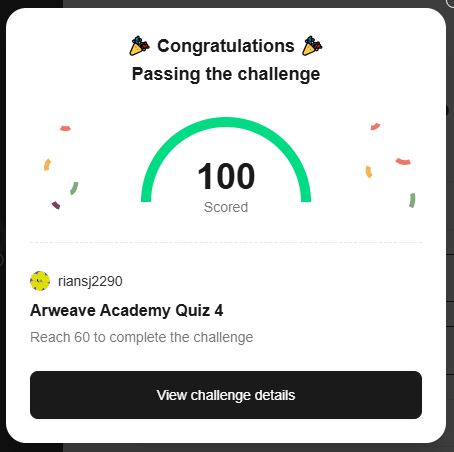 Congratulations
Passing the challenge
100
Scored
riansj2290
Arweave Academy Quiz 4
Reach 60 to complete the challenge
View challenge details